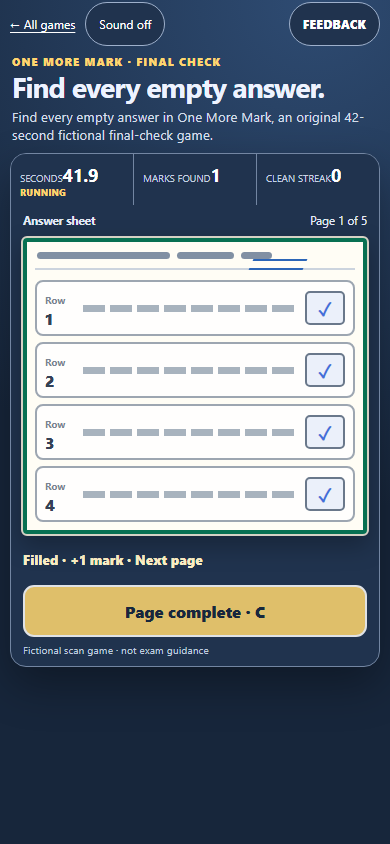 ← All games
Sound off
FEEDBACK
ONE MORE MARK · FINAL CHECK
Find every empty answer.
Find every empty answer in One More Mark, an original 42-
second fictional final-check game.
SECONDS 41.9
RUNNING
MARKS FOUND 1
CLEAN STREAK 0
Answer sheet
Page 1 of 5
Row
1
✓
Row
2
✓
Row
3
✓
Row
4
✓
Filled · +1 mark · Next page
Page complete · C
Fictional scan game · not exam guidance